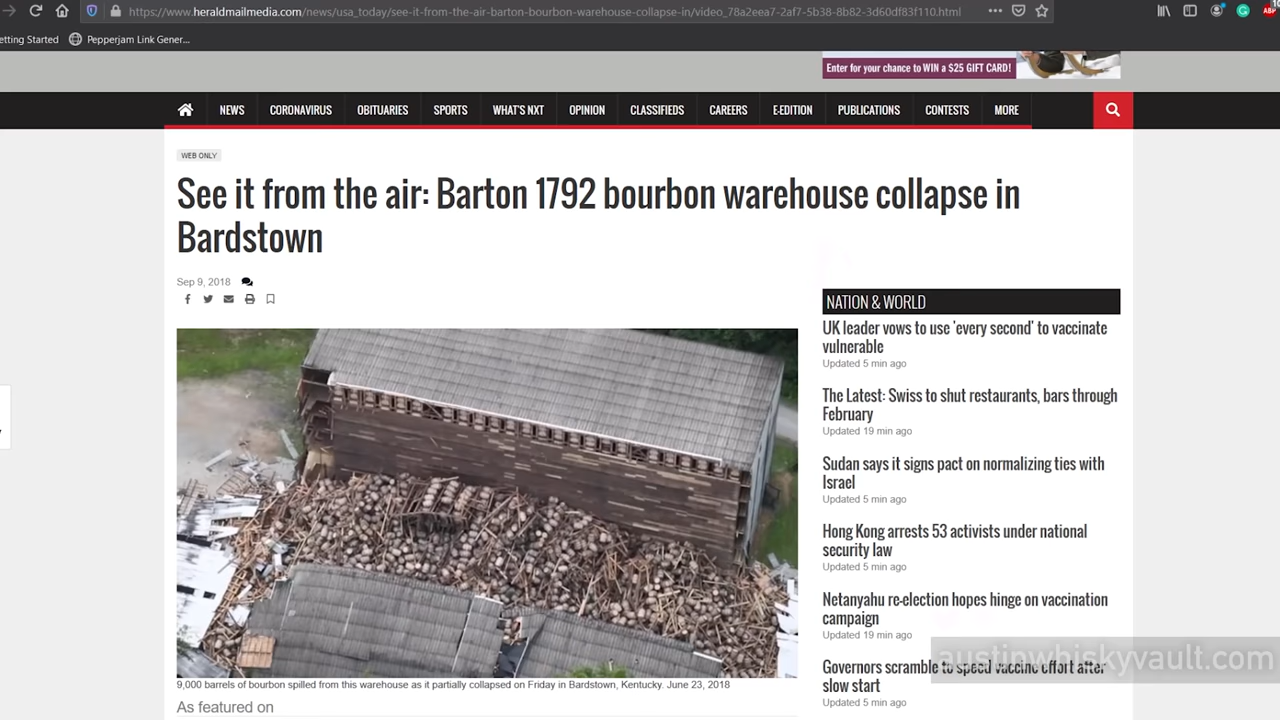 https://www.heraldmailmedia.com/news/usa_today/see-it-from-the-air-barton-bourbon-warehouse-collapse-in/video_78a2eea7-2af7-5b38-8b82-3d60df83f110.html
etting Started
Pepperjam Link Gener...
Enter for your chance to WIN a $25 GIFT CARD!
NEWS
CORONAVIRUS
OBITUARIES
SPORTS
WHAT'S NXT
OPINION
CLASSIFIEDS
CAREERS
E-EDITION
PUBLICATIONS
CONTESTS
MORE
WEB ONLY
See it from the air: Barton 1792 bourbon warehouse collapse in
Bardstown
Sep 9, 2018
9,000 barrels of bourbon spilled from this warehouse as it partially collapsed on Friday in Bardstown, Kentucky. June 23, 2018
As featured on
NATION & WORLD
UK leader vows to use 'every second' to vaccinate
vulnerable
Updated 5 min ago
The Latest: Swiss to shut restaurants, bars through
February
Updated 19 min ago
Sudan says it signs pact on normalizing ties with
Israel
Updated 5 min ago
Hong Kong arrests 53 activists under national
security law
Updated 5 min ago
Netanyahu re-election hopes hinge on vaccination
campaign
Updated 19 min ago
Governors scramble to speed vaccine effort after
slow start
Updated 5 min ago
austinwhiskyvault.com